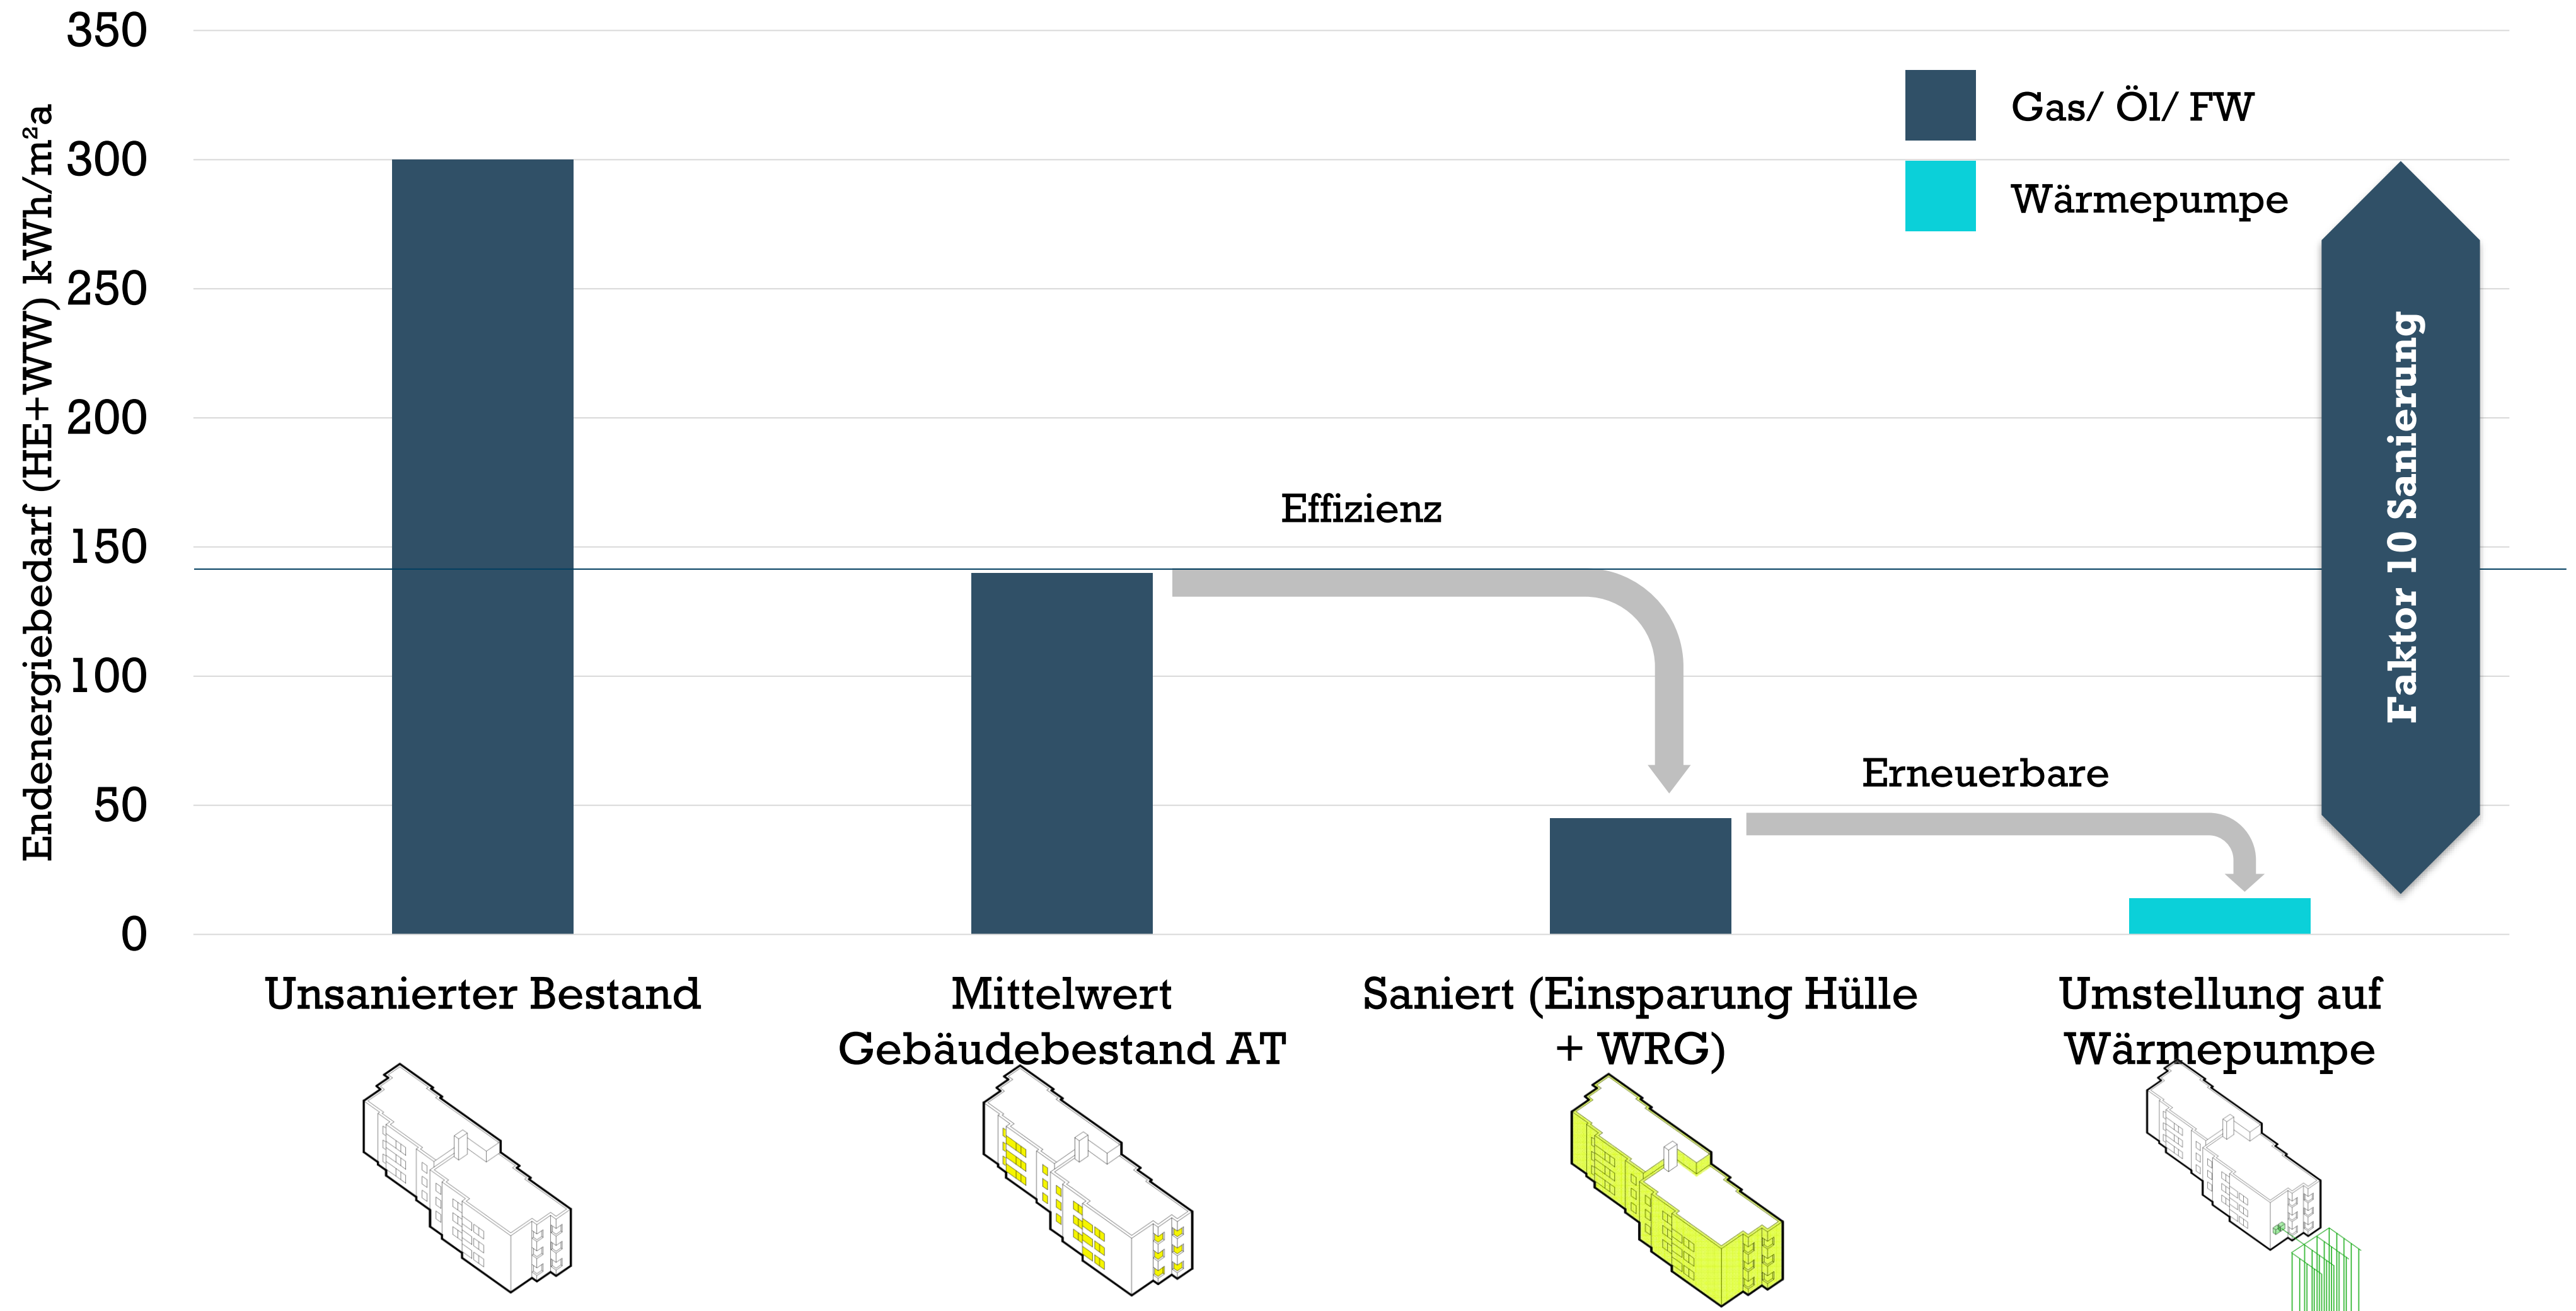 Endenergiebedarf (HE+WW) kWh/m²a
350
300
250
200
150
100
50
0
Gas/ Öl/ FW
Wärmepumpe
Effizienz
Erneuerbare
Faktor 10 Sanierung
Unsanierter Bestand
Mittelwert
Gebäudebestand AT
Saniert (Einsparung Hülle
+ WRG)
Umstellung auf
Wärmepumpe